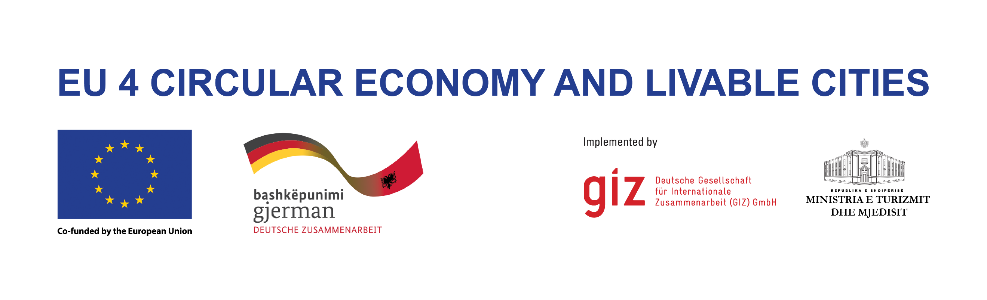 EU 4 CIRCULAR ECONOMY AND LIVABLE CITIES
Co-funded by the European Union
bashkëpunimi
gjerman
DEUTSCHE ZUSAMMENARBEIT
Implemented by
giz
Deutsche Gesellschaft
für Internationale
Zusammenarbeit (GIZ) GmbH
REPUBLIKA E SHQIPËRISË
MINISTRIA E TURIZMIT
DHE MJEDISIT